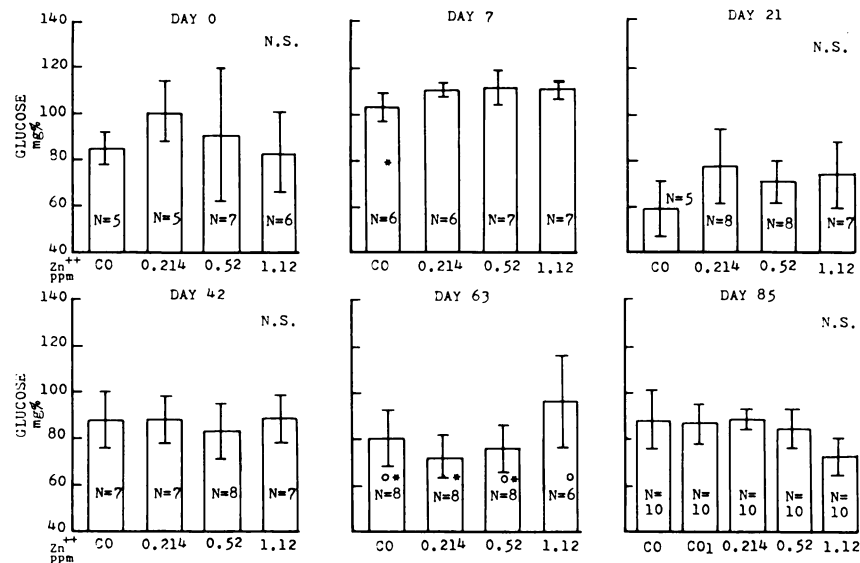 DAY 0
DAY 7
DAY 21
N.S.
N.S.
GLUCOSE
mg%
140
120
100
80
60
40
*
N=5
N=5
N=7
N=6
N=6
N=6
N=7
N=7
N=5
N=8
N=8
N=7
Zn++
ppm
CO 0.214 0.52 1.12
CO 0.214 0.52 1.12
CO 0.214 0.52 1.12
DAY 42
DAY 63
DAY 85
N.S.
N.S.
GLUCOSE
mg%
140
120
100
80
60
40
o* * o* o
N=7
N=7
N=8
N=7
N=8
N=8
N=8
N=6
N=
10
N=
10
N=
10
N=
10
N=
10
Zn++
ppm
CO 0.214 0.52 1.12
CO 0.214 0.52 1.12
CO CO1 0.214 0.52 1.12